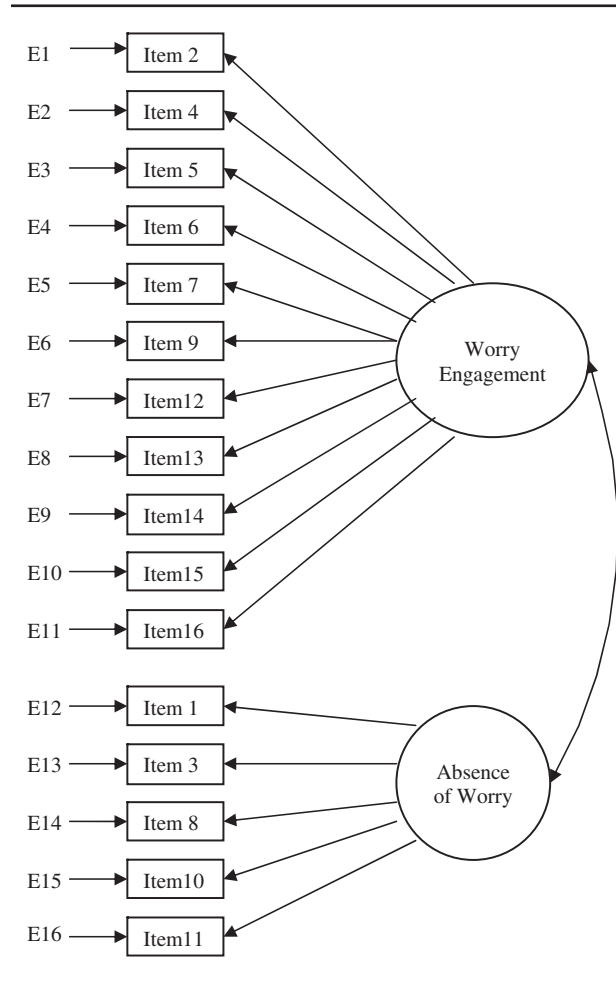 E1 Item 2
E2 Item 4
E3 Item 5
E4 Item 6
E5 Item 7
E6 Item 9
Worry
Engagement
E7 Item12
E8 Item13
E9 Item14
E10 Item15
E11 Item16
E12 Item 1
E13 Item 3
Absence
of Worry
E14 Item 8
E15 Item10
E16 Item11